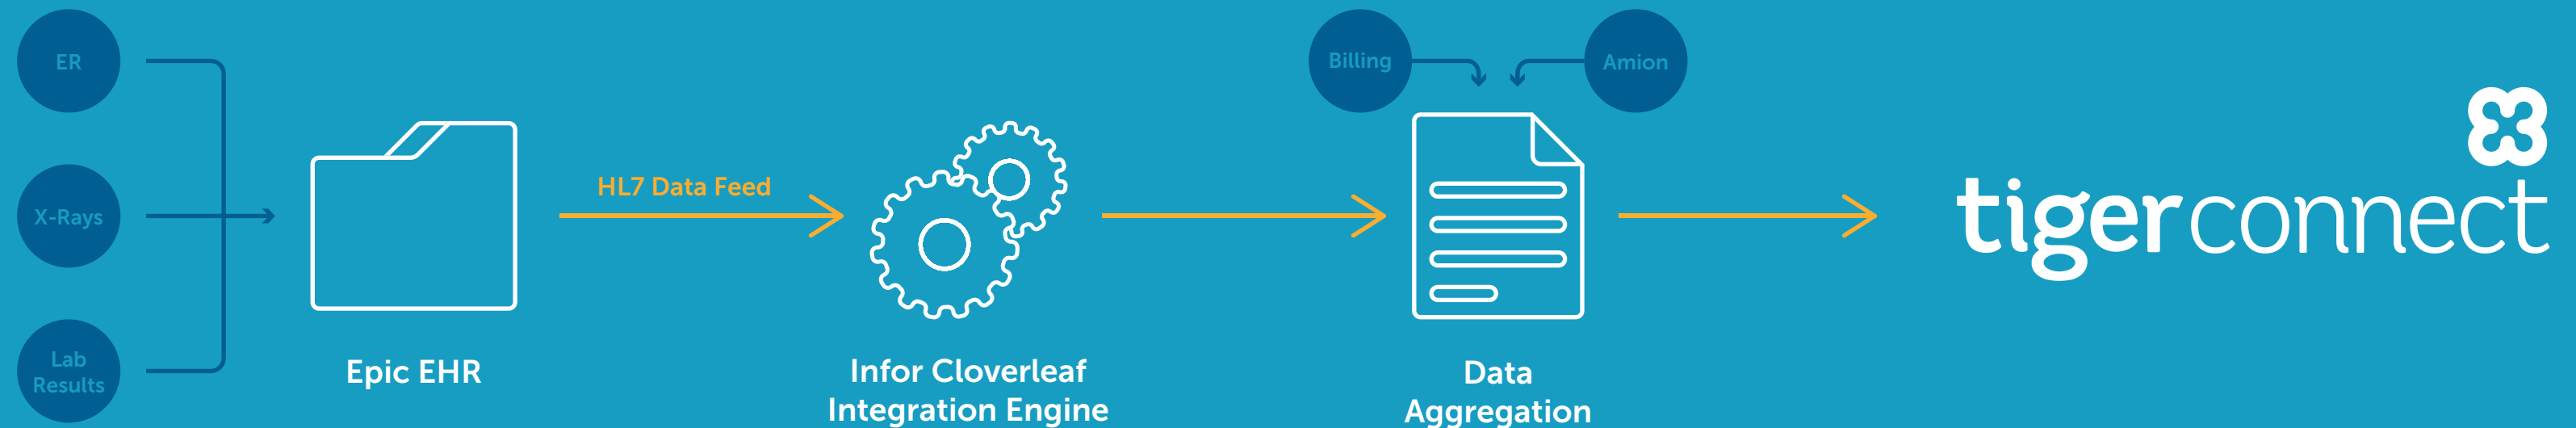 ER
X-Rays
Lab
Results
Epic EHR
HL7 Data Feed
Infor Cloverleaf
Integration Engine
Billing
Amion
Data
Aggregation
tigerconnect